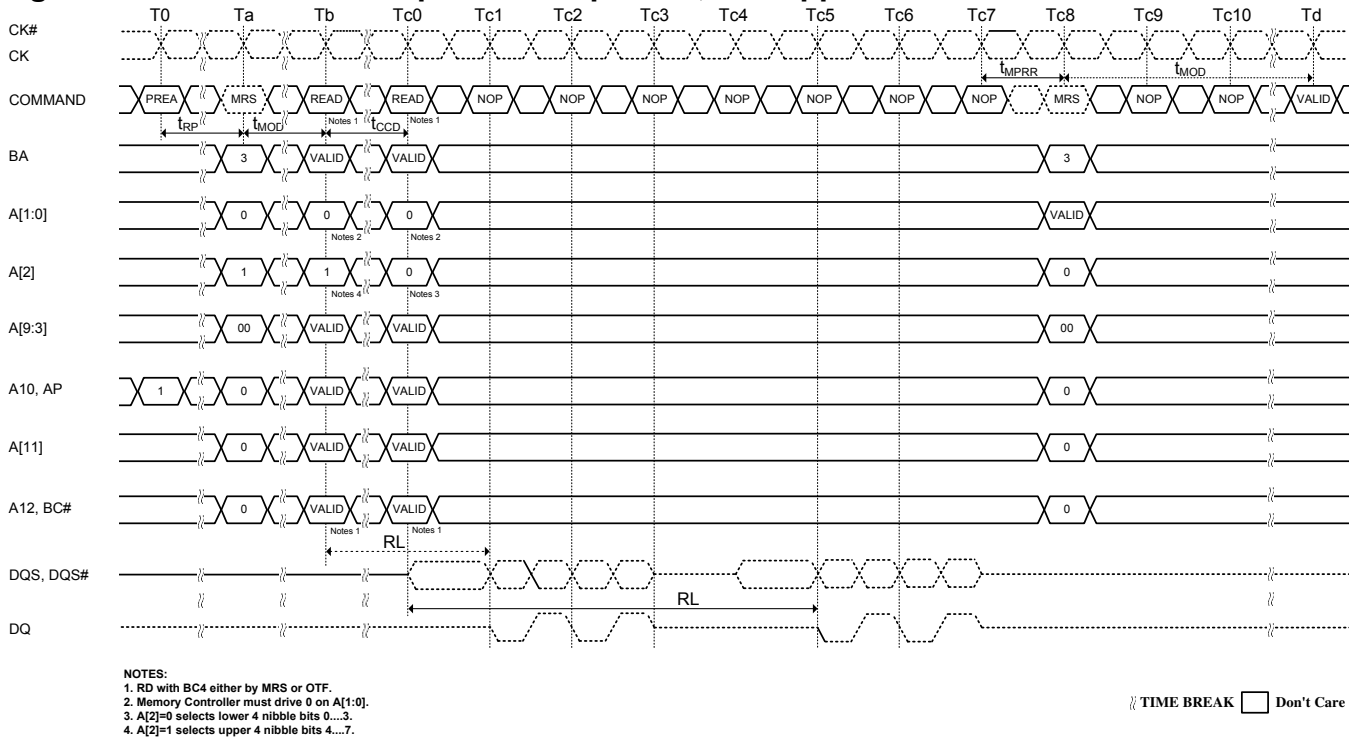 T0 Ta Tb Tc0 Tc1 Tc2 Tc3 Tc4 Tc5 Tc6 Tc7 Tc8 Tc9 Tc10 Td
CK#
CK
tMPRR tMOD
COMMAND PREA MRS READ READ NOP NOP NOP NOP NOP NOP NOP MRS NOP NOP VALID
Notes 1 Notes 1
tRP tMOD tCCD
BA 3 VALID VALID 3
A[1:0] 0 0 0 VALID
Notes 2 Notes 2
A[2] 1 1 0 0
Notes 4 Notes 3
A[9:3] 00 VALID VALID 00
A10, AP 1 0 VALID VALID 0
A[11] 0 VALID VALID 0
A12, BC# 0 VALID VALID 0
Notes 1 Notes 1
RL
DQS, DQS#
RL
DQ
NOTES:
1. RD with BC4 either by MRS or OTF.
2. Memory Controller must drive 0 on A[1:0].
3. A[2]=0 selects lower 4 nibble bits 0....3.
4. A[2]=1 selects upper 4 nibble bits 4....7.
TIME BREAK Don't Care